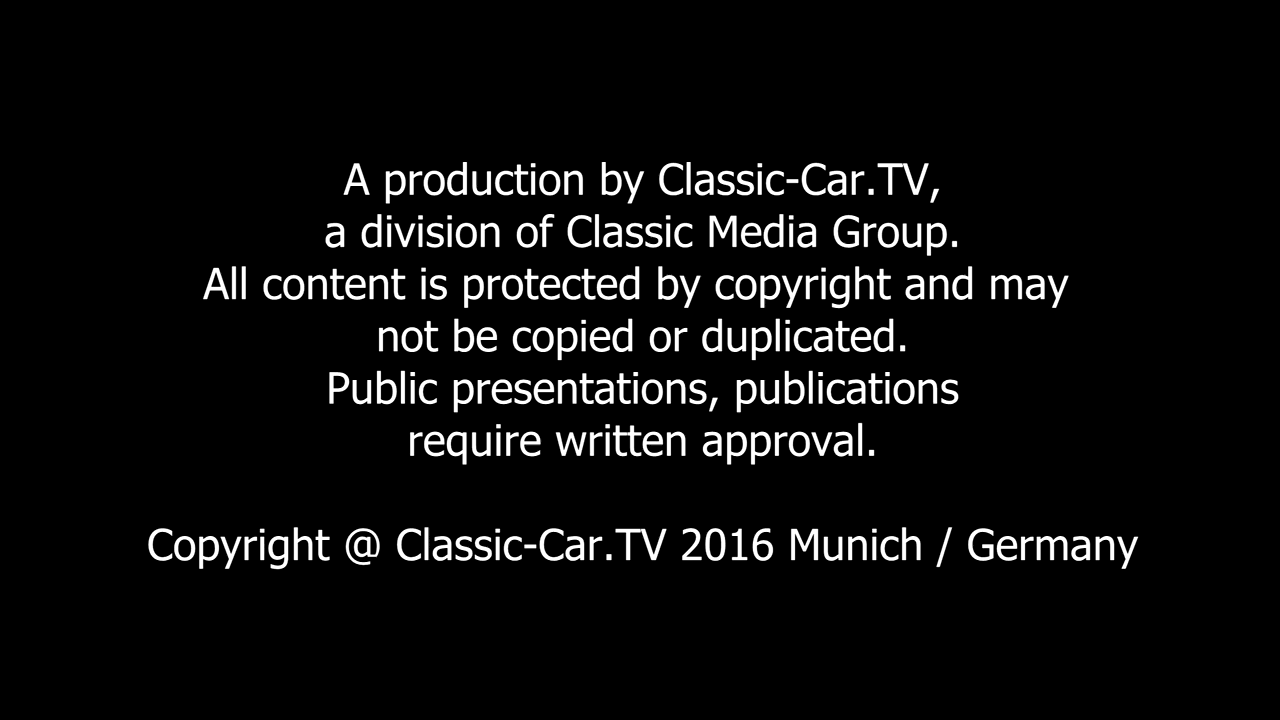 A production by Classic-Car.TV,
a division of Classic Media Group.
All content is protected by copyright and may
not be copied or duplicated.
Public presentations, publications
require written approval.
Copyright @ Classic-Car.TV 2016 Munich / Germany